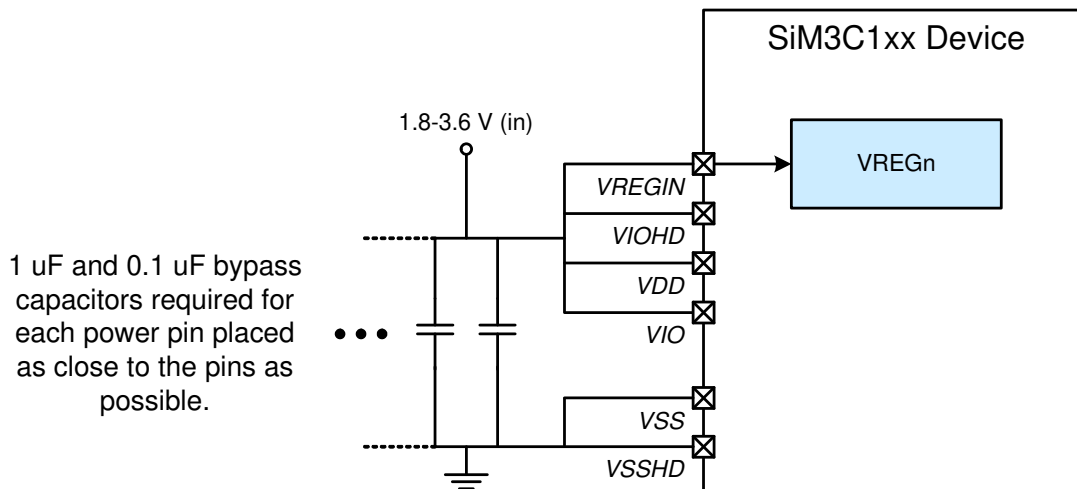 SiM3C1xx Device
1.8-3.6 V (in)
VREGn
VREGIN
VIOHD
1 uF and 0.1 uF bypass
capacitors required for
each power pin placed
as close to the pins as
possible.
VDD
VIO
VSS
VSSHD